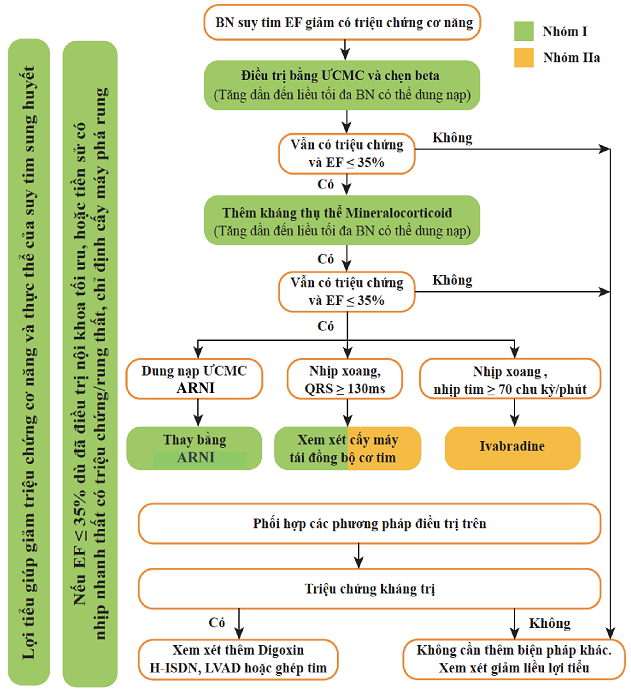 Lợi tiểu giúp giảm triệu chứng cơ năng và thực thể của suy tim sung huyết
Nếu EF ≤ 35% dù đã điều trị nội khoa tối ưu, hoặc tiền sử có
nhịp nhanh thất có triệu chứng/rung thất, chỉ định cấy máy phá rung
BN suy tim EF giảm có triệu chứng cơ năng
Nhóm I
Nhóm IIa
Điều trị bằng ƯCMC và chẹn beta
(Tăng dần đến liều tối đa BN có thể dung nạp)
Vẫn có triệu chứng
và EF ≤ 35%
Không
Có
Thêm kháng thụ thể Mineralocorticoid
(Tăng dần đến liều tối đa BN có thể dung nạp)
Vẫn có triệu chứng
và EF ≤ 35%
Không
Có
Dung nạp ƯCMC
ARNI
Nhịp xoang,
QRS ≥ 130ms
Nhịp xoang ,
nhịp tim ≥ 70 chu kỳ/phút
Thay bằng
ARNI
Xem xét cấy máy
tái đồng bộ cơ tim
Ivabradine
Phối hợp các phương pháp điều trị trên
Triệu chứng kháng trị
Có
Không
Xem xét thêm Digoxin
H-ISDN, LVAD hoặc ghép tim
Không cần thêm biện pháp khác.
Xem xét giảm liều lợi tiểu